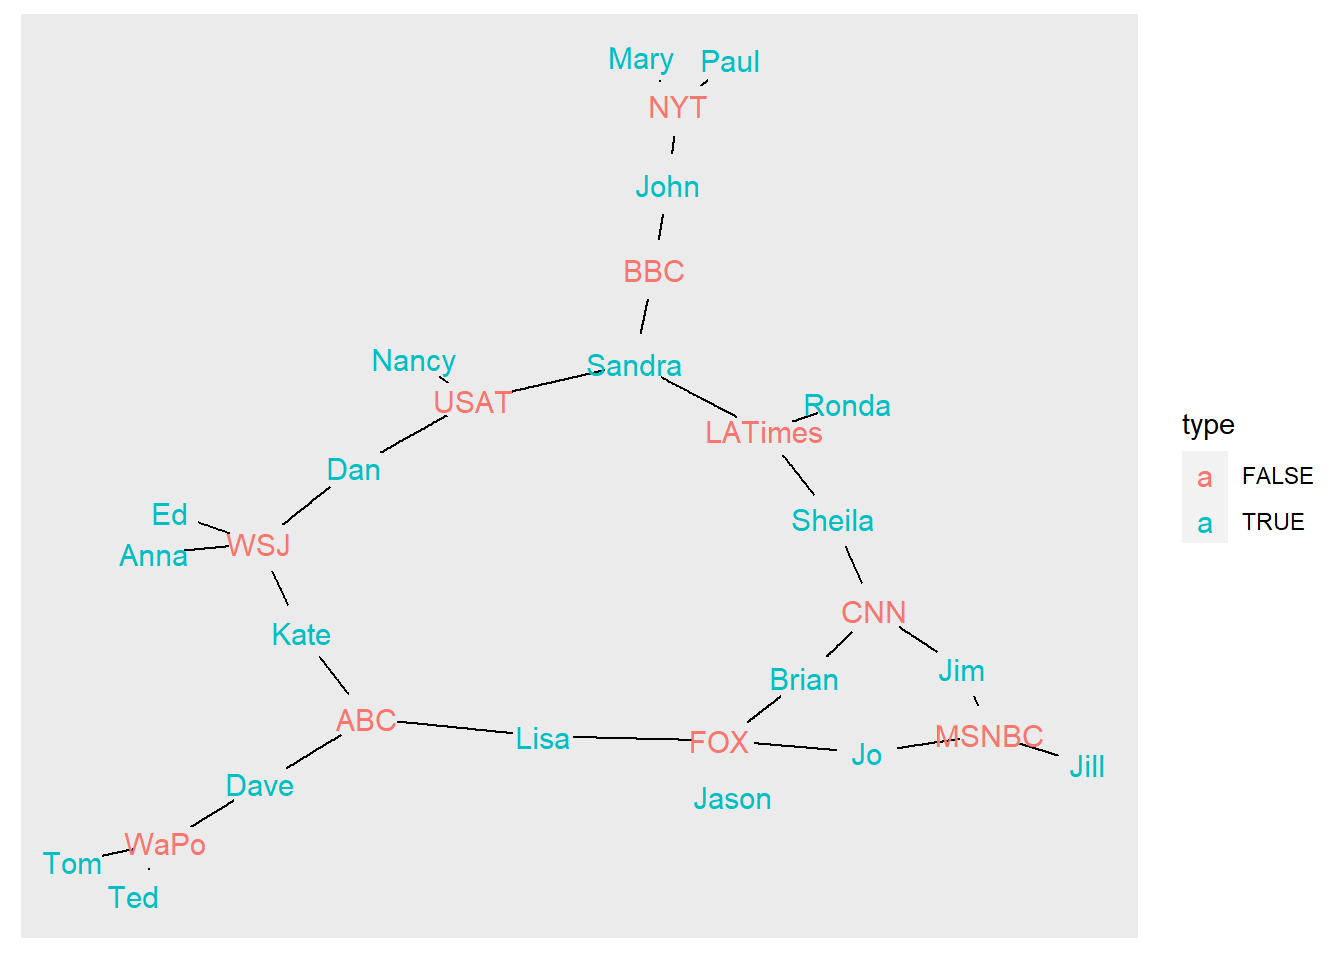 Mary
Paul
NYT
John
BBC
Nancy
Sandra
USAT
Ronda
LATimes
Dan
Ed
Sheila
WSJ
Anna
CNN
Kate
Jim
Brian
ABC
Lisa
FOX
Jo
MSNBC
Jill
Dave
Jason
WaPo
Tom
Ted
type
a FALSE
a TRUE